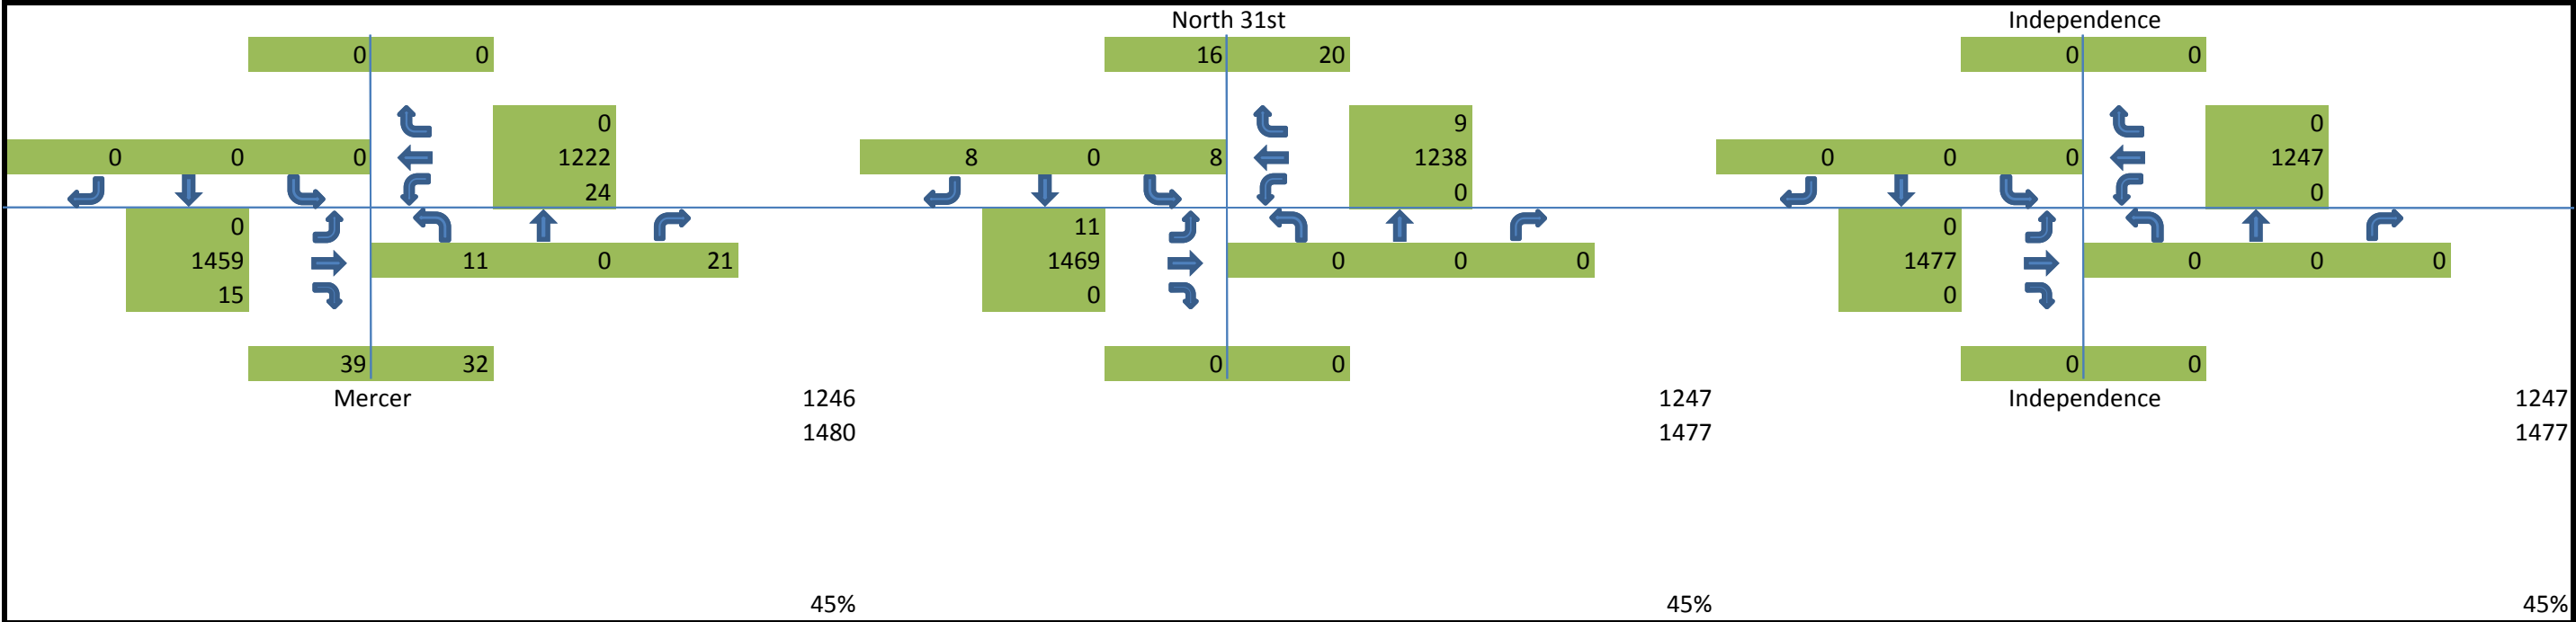 North 31st Independence
0 0 16 20 0 0
0 9 0
0 0 0 1222 8 0 8 1238 0 0 0 1247
24 0 0
0 11 0
1459 11 0 21 1469 0 0 0 1477 0 0 0
15 0 0
39 32 0 0 0 0
Mercer 1246 1247 Independence 1247
1480 1477 1477
45% 45% 45%